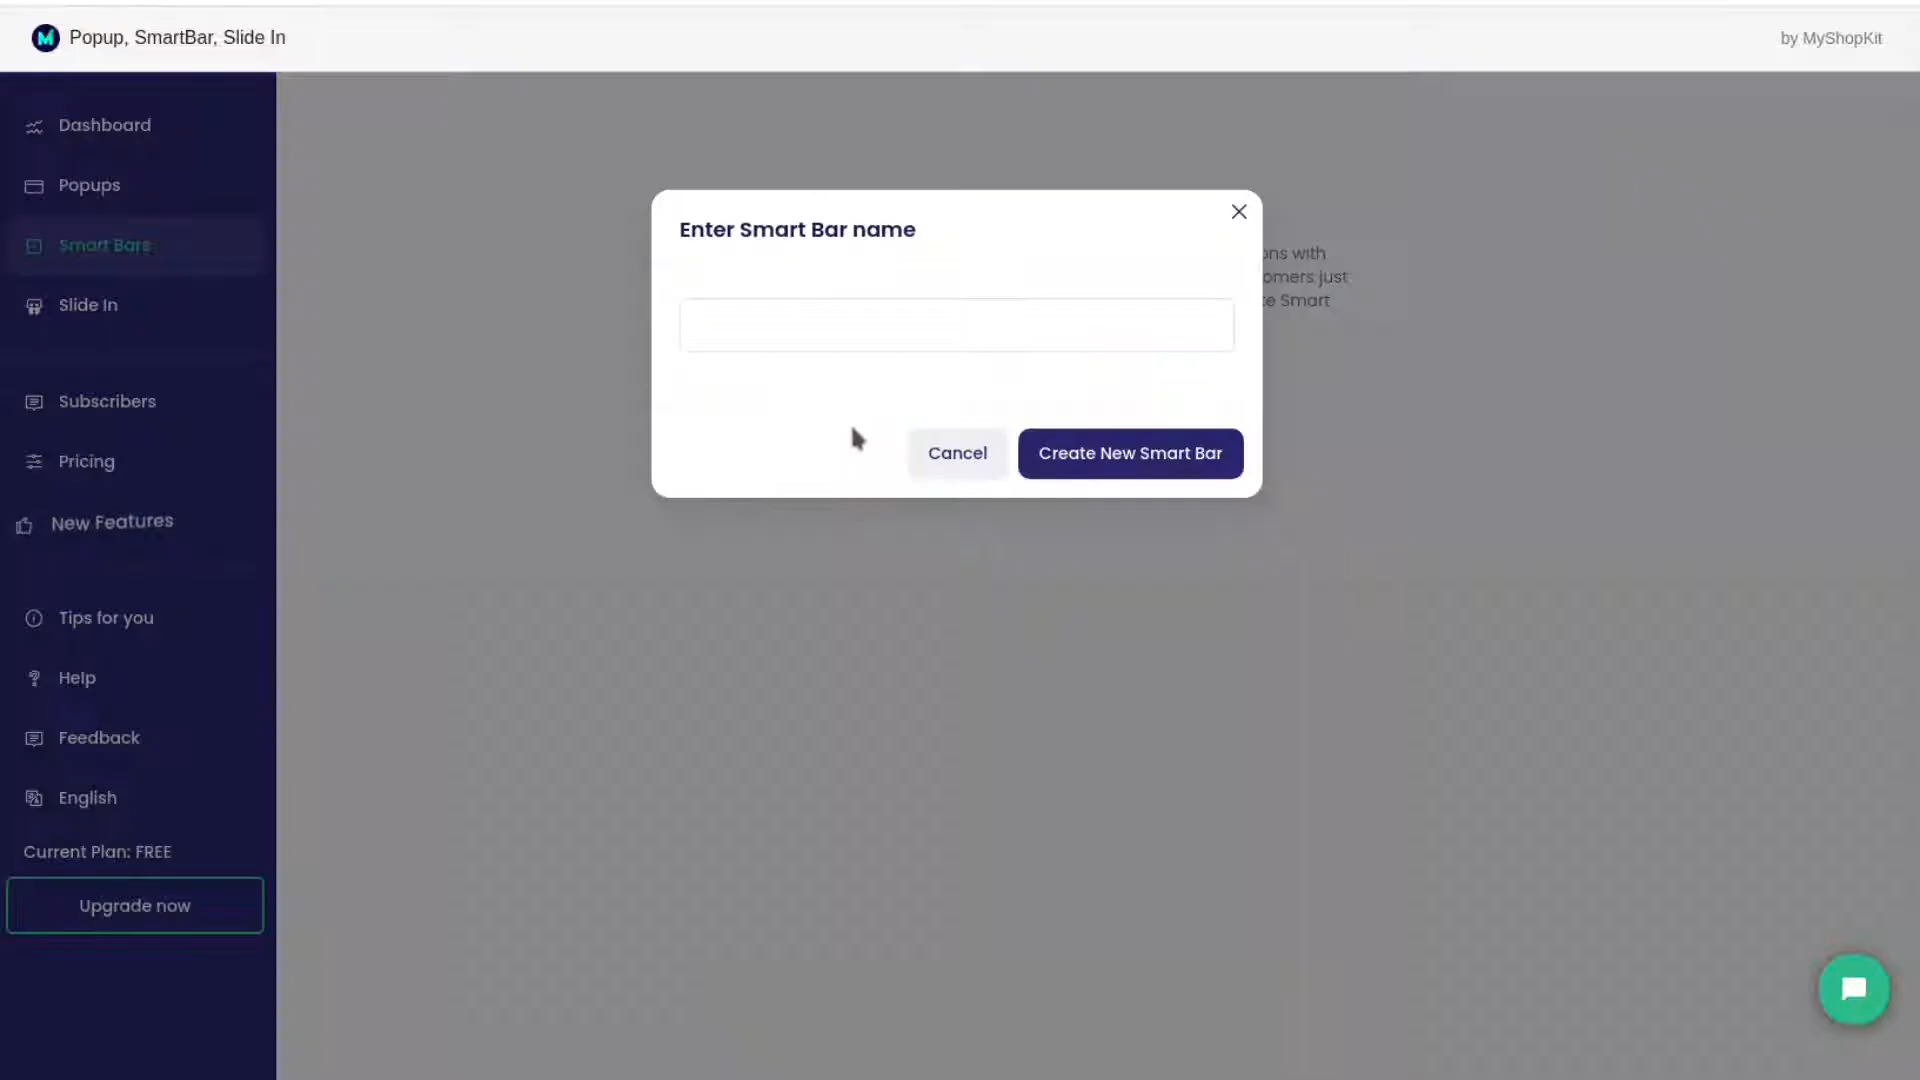 Popup, SmartBar, Slide In
by MyShopKit
Dashboard
Popups
Smart Bars
Slide In
Subscribers
Pricing
New Features
Tips for you
Help
Feedback
English
Current Plan: FREE
Upgrade now
Enter Smart Bar name
with
just
Smart
Cancel
Create New Smart Bar